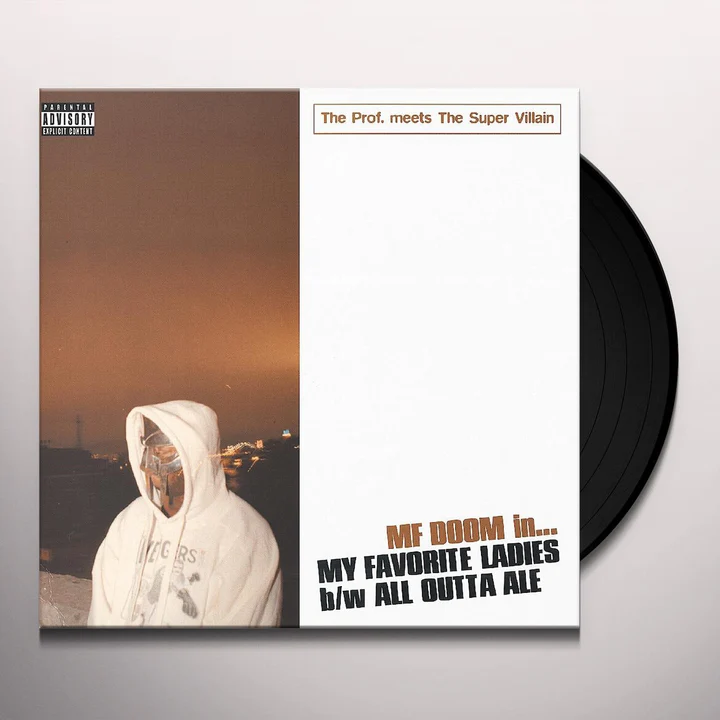 PARENTAL
ADVISORY
EXPLICIT CONTENT
The Prof. meets The Super Villain
MF DOOM in...
MY FAVORITE LADIES
b/w ALL OUTTA ALE